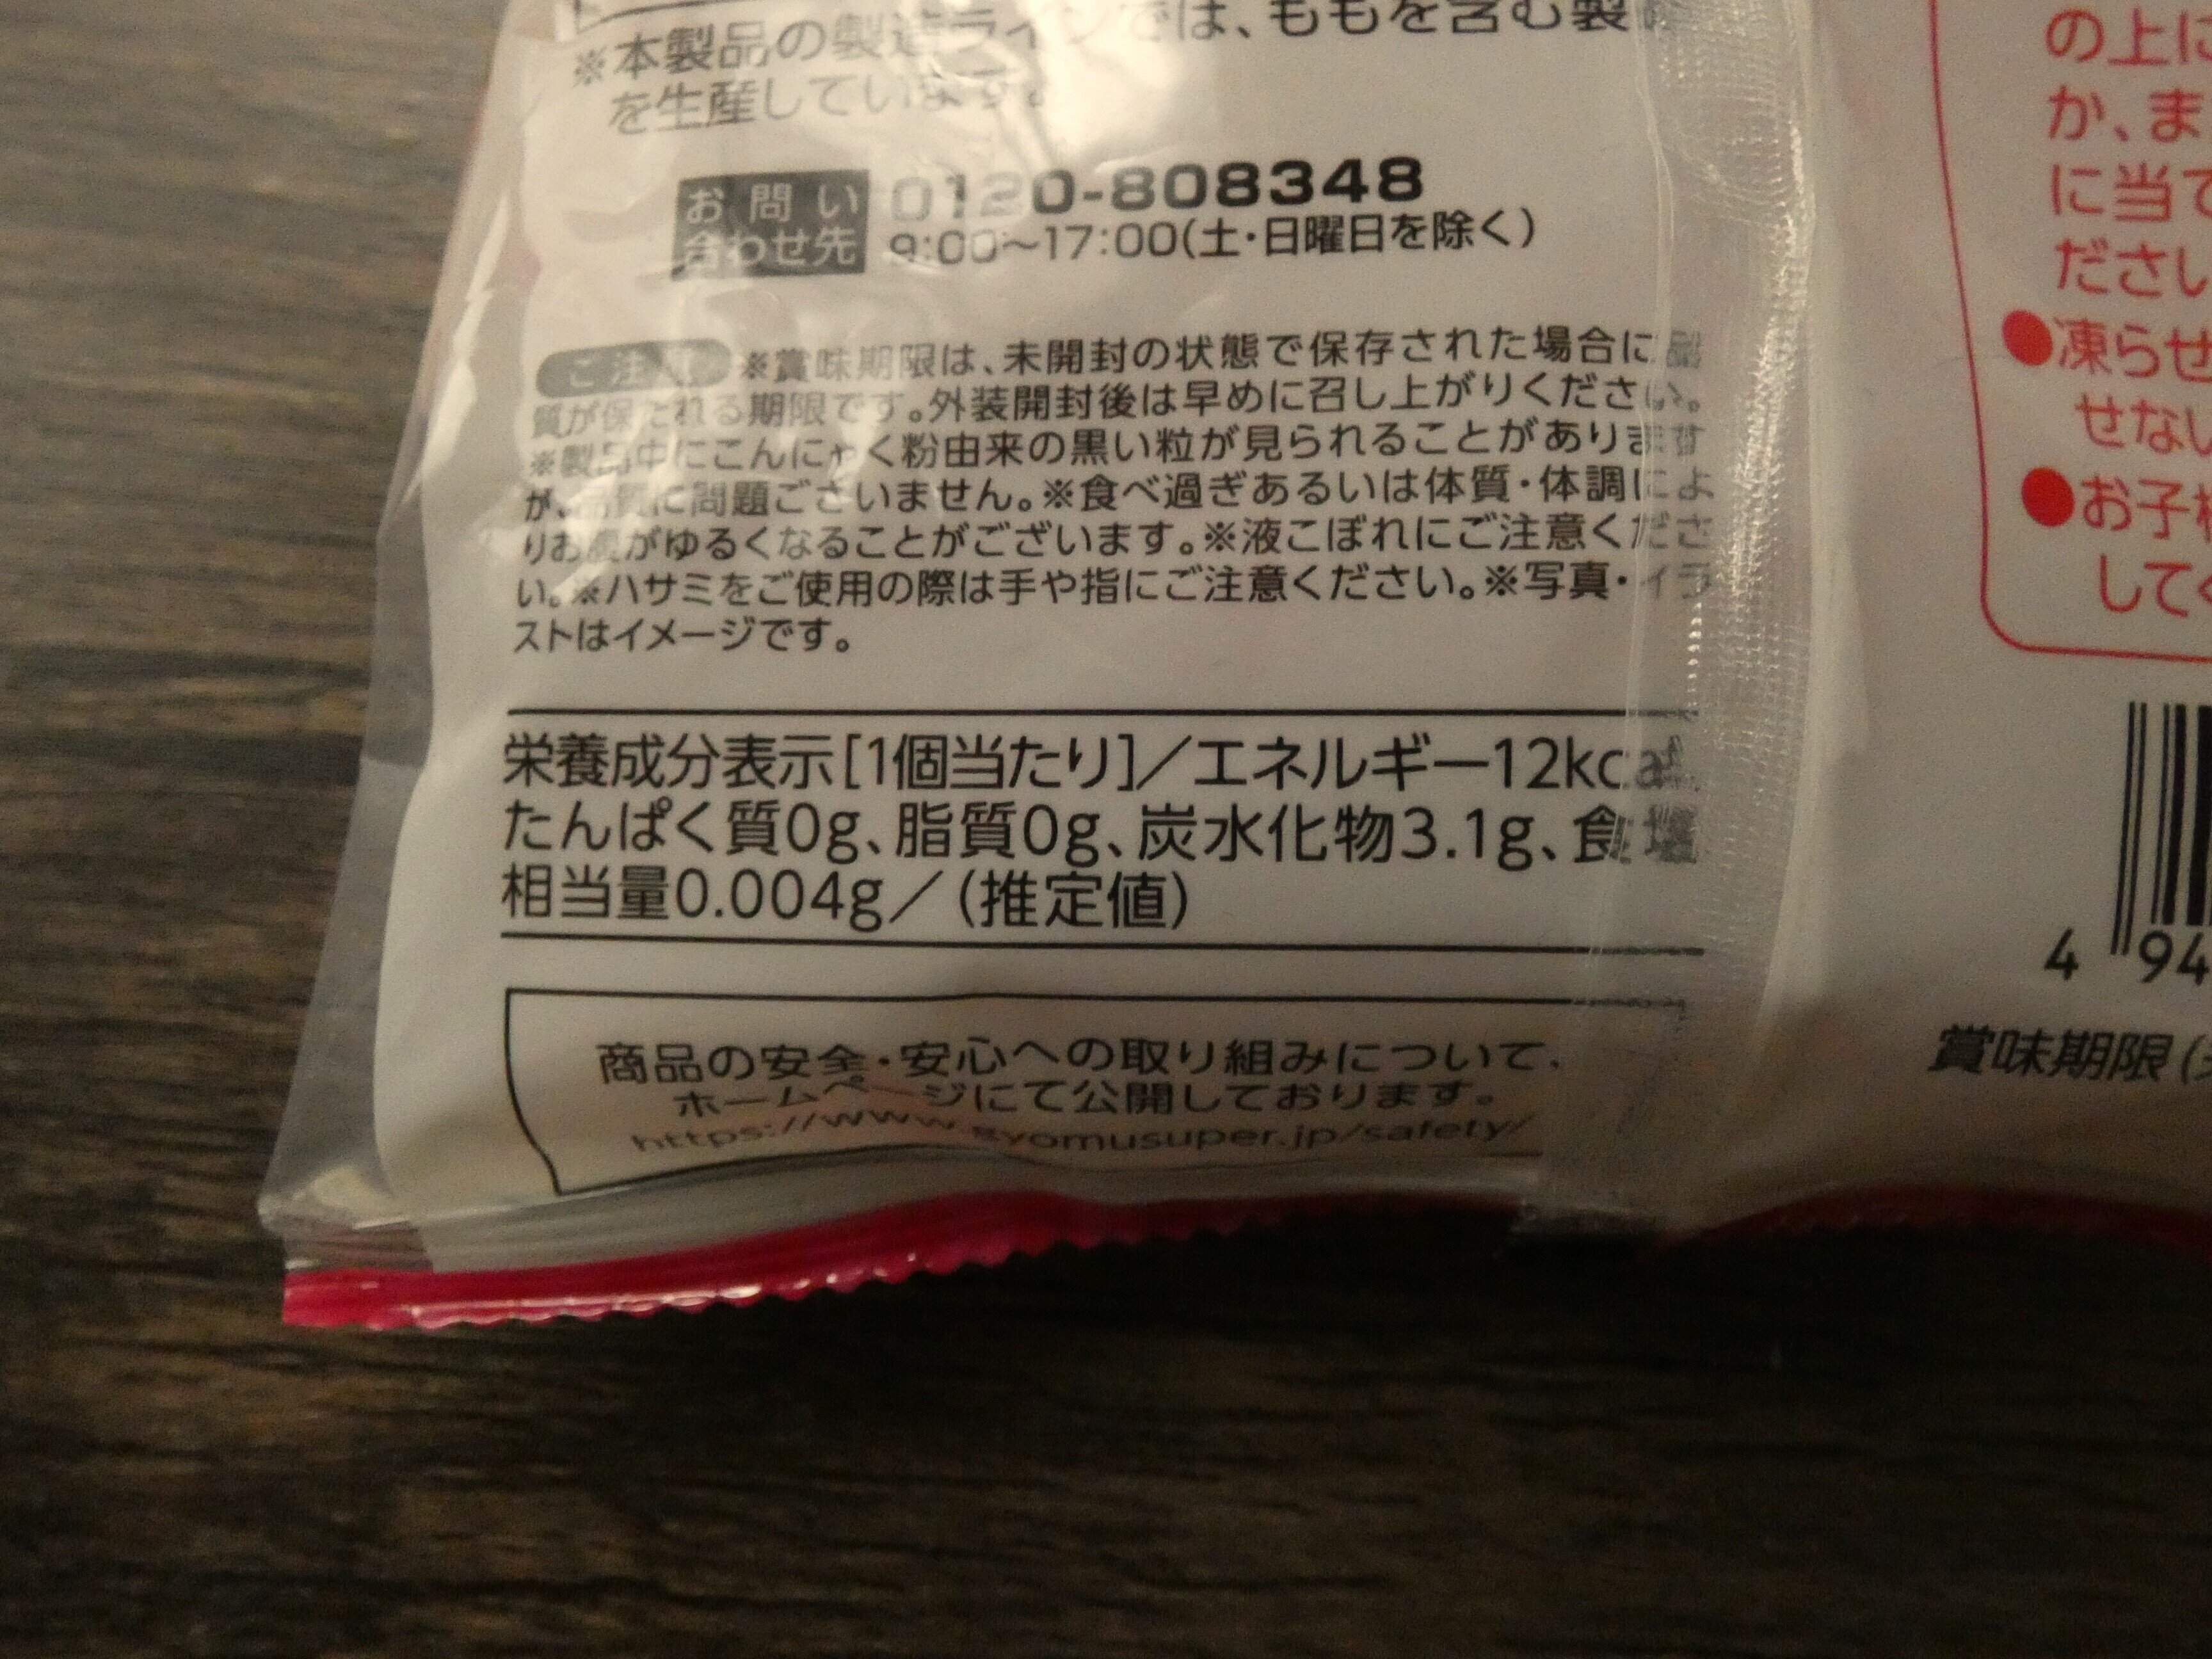 ※本製品の製造ラインでは、ももを含む製
を生産しています。
お問い
合わせ先
0120-808348
9:00～17:00(土・日曜日を除く)
ご注意 ※賞味期限は、未開封の状態で保存された場合に品
質が保たれる期限です。外装開封後は早めに召し上がりください。
※製品中にこんにゃく粉由来の黒い粒が見られることがあります
が、品質に問題ございません。※食べ過ぎあるいは体質・体調によ
りお腹がゆるくなることがございます。※液こぼれにご注意くださ
い。※ハサミをご使用の際は手や指にご注意ください。※写真・イラ
ストはイメージです。
栄養成分表示[1個当たり]／エネルギー12kcal、
たんぱく質0g、脂質0g、炭水化物3.1g、食塩
相当量0.004g／(推定値)
商品の安全・安心への取り組みについて、
ホームページにて公開しております。
https://www.gyomusuper.jp/safety/
の上に
か、ま
に当て
ださい
●凍らせ
せない
●お子様
してく
4 94
賞味期限(